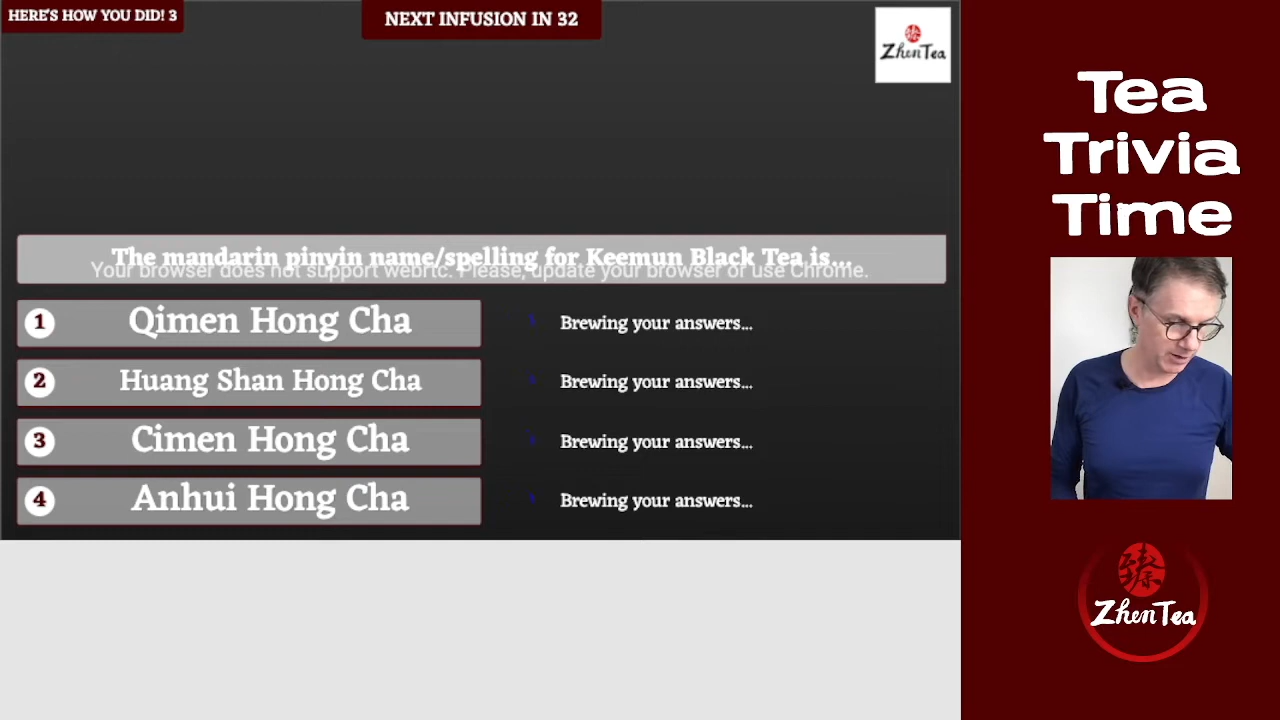 HERE'S HOW YOU DID! 3
NEXT INFUSION IN 32
ZhenTea
The mandarin pinyin name/spelling for Keemun Black Tea is...
Your browser does not support webrtc. Please, update your browser or use Chrome.
1 Qimen Hong Cha Brewing your answers...
2 Huang Shan Hong Cha Brewing your answers...
3 Cimen Hong Cha Brewing your answers...
4 Anhui Hong Cha Brewing your answers...
Tea
Trivia
Time
臻
ZhenTea